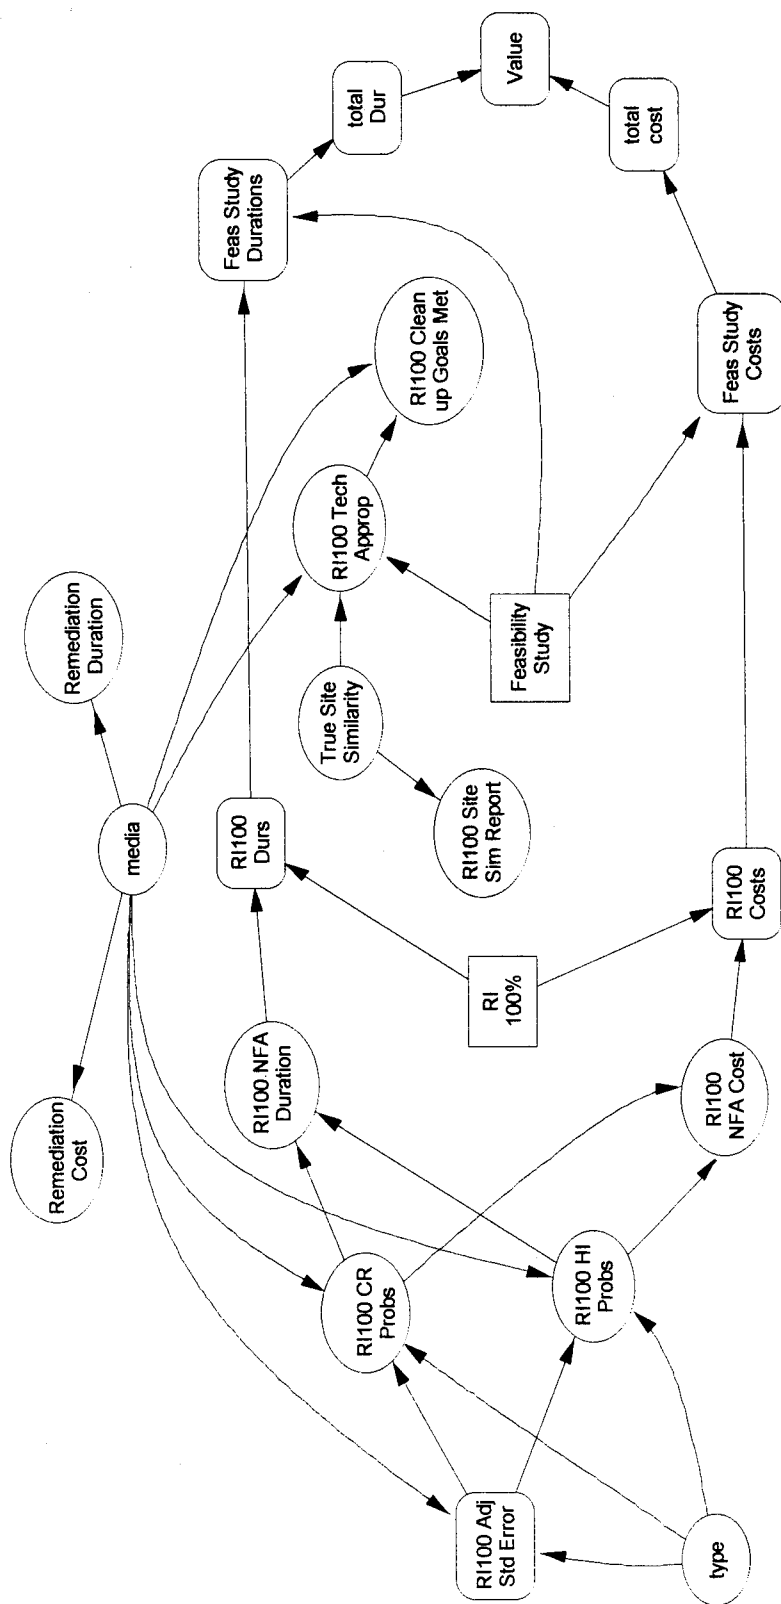 Remediation
Cost
Remediation
Duration
media
RI100 NFA
Duration
RI100
Durs
Feas Study
Durations
total
Dur
RI100 CR
Probs
True Site
Similarity
RI100 Tech
Approp
RI100 Clean
up Goals Met
Value
RI100 Adj
Std Error
RI
100%
RI100 Site
Sim Report
Feasibility
Study
RI100 HI
Probs
total
cost
type
RI100
NFA Cost
RI100
Costs
Feas Study
Costs